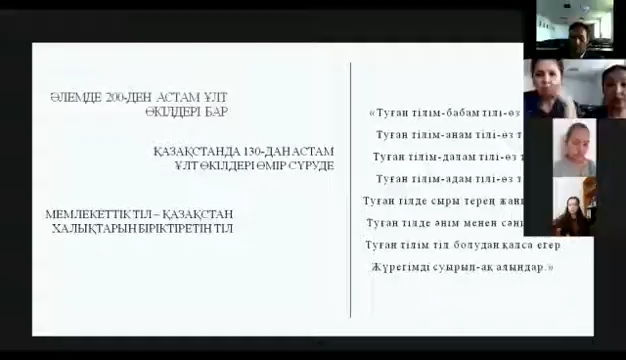 ӘЛЕМДЕ 200-ДЕН АСТАМ ҰЛТ
ӨКІЛДЕРІ БАР
ҚАЗАҚСТАНДА 130-ДАН АСТАМ
ҰЛТ ӨКІЛДЕРІ ӨМІР СҮРУДЕ
МЕМЛЕКЕТТІК ТІЛ – ҚАЗАҚСТАН
ХАЛЫҚТАРЫН БІРІКТІРЕТІН ТІЛ
«Туған тілім-бабам тілі-өз
Туған тілім-анам тілі-өз
Туған тілім-далам тілі-өз
Туған тілім-адам тілі-өз
Туған тілде сыры терең
Туған тілде әнім менен
Туған тілім тіл болудан қалса егер
Жүрегімді суырып-ақ алыңдар.»